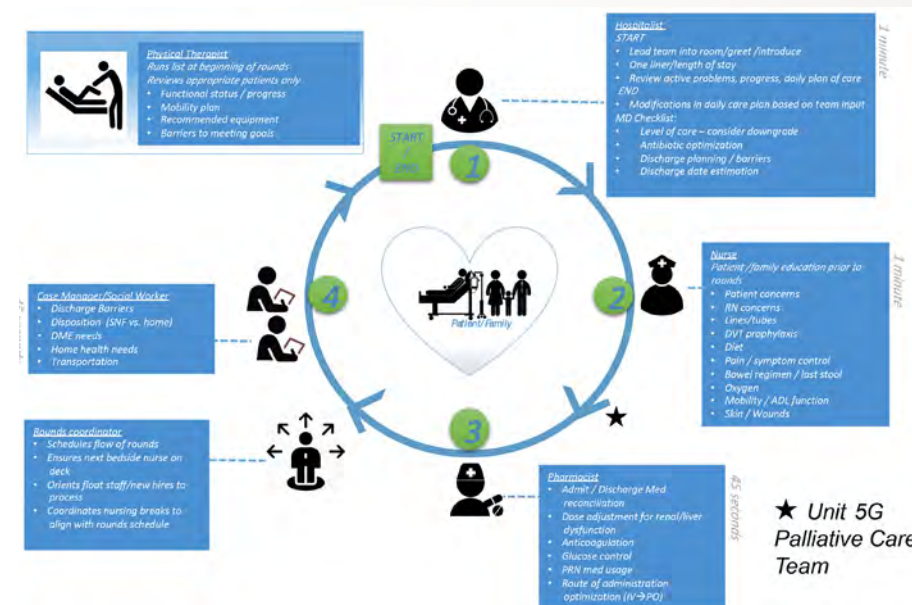 Physical Therapist
Runs list at beginning of rounds
Reviews appropriate patients only
• Functional status / progress
• Mobility plan
• Recommended equipment
• Barriers to meeting goals
Hospitalist
START
• Lead team into room/greet /introduce
• One liner/length of stay
• Review active problems, progress, daily plan of care
END
• Modifications in daily care plan based on team input
MD Checklist:
• Level of care – consider downgrade
• Antibiotic optimization
• Discharge planning / barriers
• Discharge date estimation
1 minute
START
/
END
1
Nurse
Patient /family education prior to
rounds
• Patient concerns
• RN concerns
• Lines/tubes
• DVT prophylaxis
• Diet
• Pain / symptom control
• Bowel regimen / last stool
• Oxygen
• Mobility / ADL function
• Skin / Wounds
1 minute
2
Patient/Family
3
Pharmacist
• Admit / Discharge Med
reconciliation
• Dose adjustment for renal/liver
dysfunction
• Anticoagulation
• Glucose control
• PRN med usage
• Route of administration
optimization (IV→PO)
45 seconds
4
Case Manager/Social Worker
• Discharge Barriers
• Disposition (SNF vs. home)
• DME needs
• Home health needs
• Transportation
Rounds coordinator
• Schedules flow of rounds
• Ensures next bedside nurse on
deck
• Orients float staff/new hires to
process
• Coordinates nursing breaks to
align with rounds schedule
★ Unit 5G
Palliative Care
Team